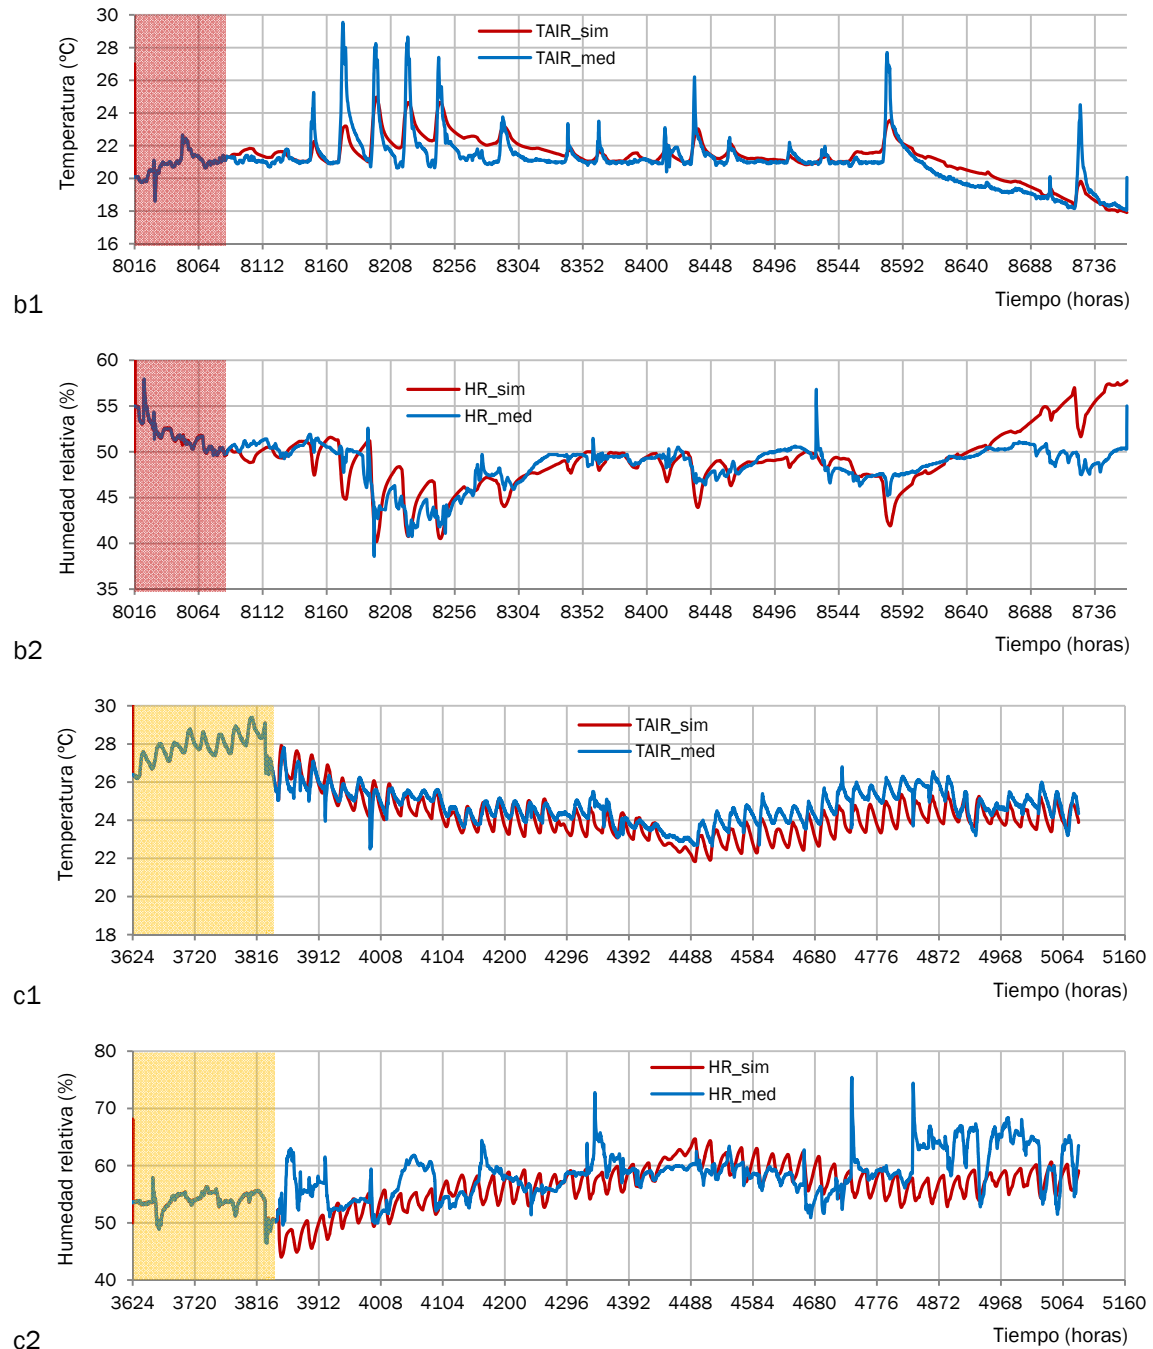 30
28
26
24
22
20
18
16
Temperatura (°C)
TAIR_sim
TAIR_med
8016 8064 8112 8160 8208 8256 8304 8352 8400 8448 8496 8544 8592 8640 8688 8736
Tiempo (horas)
b1
60
55
50
45
40
35
Humedad relativa (%)
HR_sim
HR_med
8016 8064 8112 8160 8208 8256 8304 8352 8400 8448 8496 8544 8592 8640 8688 8736
Tiempo (horas)
b2
30
28
26
24
22
20
18
Temperatura (°C)
TAIR_sim
TAIR_med
3624 3720 3816 3912 4008 4104 4200 4296 4392 4488 4584 4680 4776 4872 4968 5064 5160
Tiempo (horas)
c1
80
70
60
50
40
Humedad relativa (%)
HR_sim
HR_med
3624 3720 3816 3912 4008 4104 4200 4296 4392 4488 4584 4680 4776 4872 4968 5064 5160
Tiempo (horas)
c2